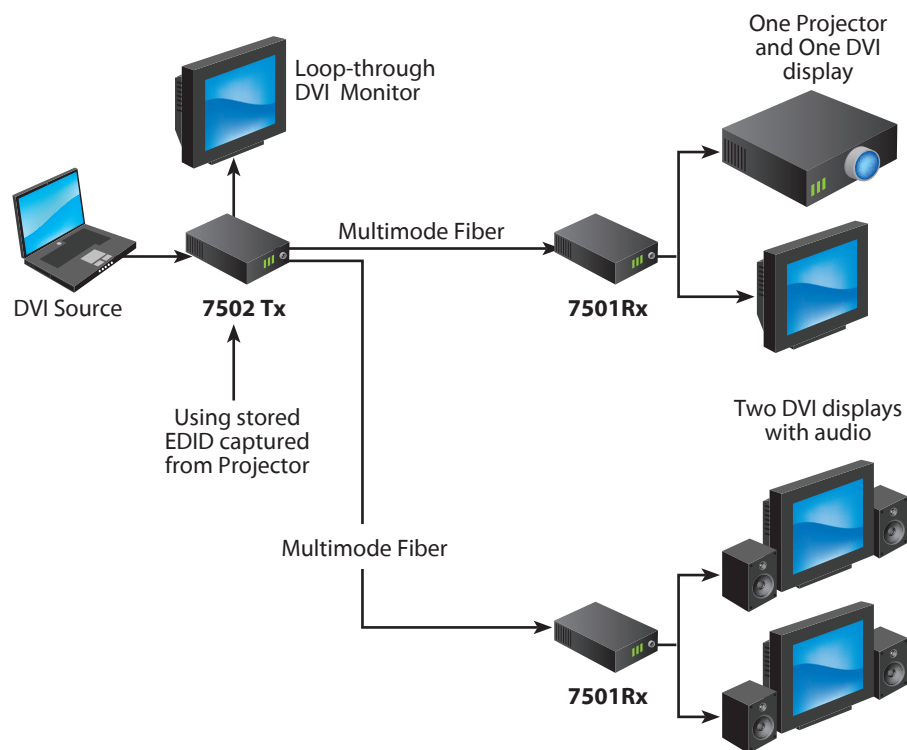 One Projector
and One DVI
display
Loop-through
DVI Monitor
Multimode Fiber
DVI Source
7502 Tx
7501Rx
Using stored
EDID captured
from Projector
Two DVI displays
with audio
Multimode Fiber
7501Rx